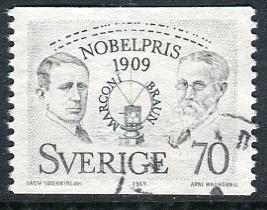 NOBELPRIS
1909
MARCONI
BRAUN
SVERIGE 70
LASSE SÖDERBERG del.
1969
ARNE WALLHORN sc.